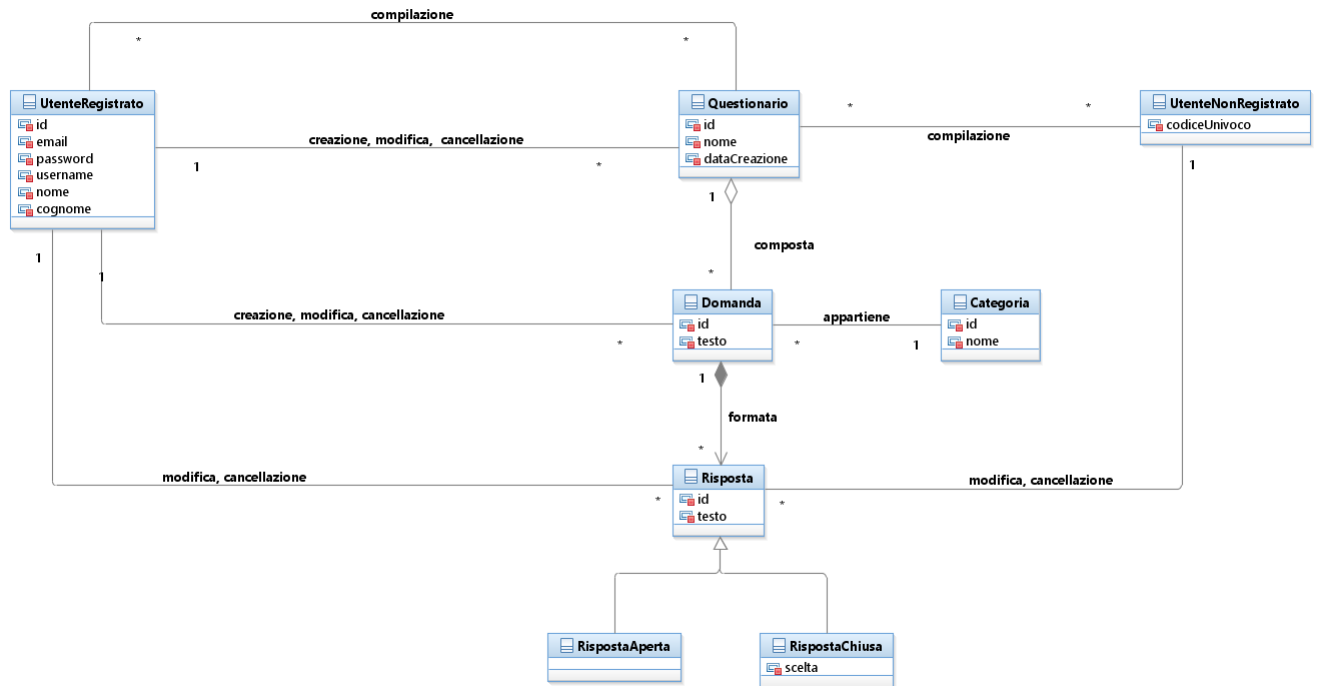 compilazione
*
*
UtenteRegistrato
id
email
password
username
nome
cognome
Questionario
id
nome
dataCreazione
UtenteNonRegistrato
codiceUnivoco
*
*
compilazione
creazione, modifica, cancellazione
1
*
1
1
composta
*
1
1
Domanda
id
testo
Categoria
id
nome
creazione, modifica, cancellazione
*
appartiene
*
1
1
formata
*
Risposta
id
testo
modifica, cancellazione
*
modifica, cancellazione
*
RispostaAperta
RispostaChiusa
scelta